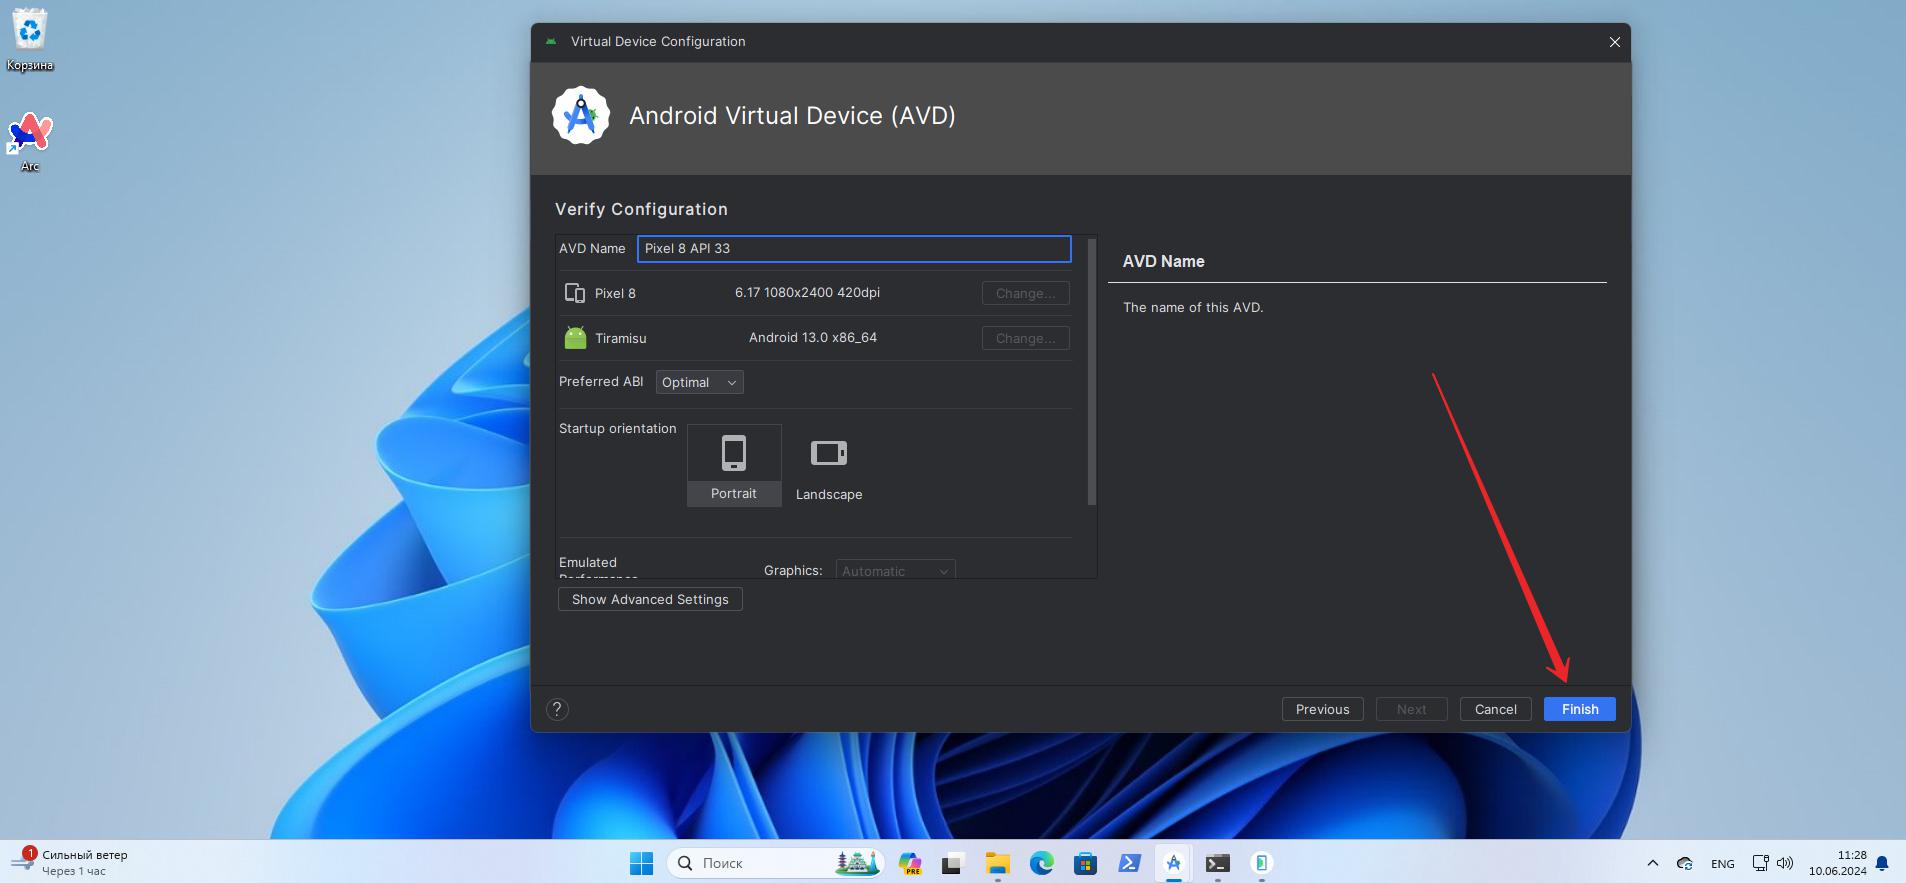 Корзина
Arc
Virtual Device Configuration
Android Virtual Device (AVD)
Verify Configuration
AVD Name
Pixel 8 API 33
Pixel 8
6.17 1080x2400 420dpi
Change...
Tiramisu
Android 13.0 x86_64
Change...
Preferred ABI
Optimal
Startup orientation
Portrait
Landscape
Emulated
Performance
Graphics:
Automatic
Show Advanced Settings
AVD Name
The name of this AVD.
?
Previous
Next
Cancel
Finish
1
Сильный ветер
Через 1 час
Поиск
PRE
ENG
11:28
10.06.2024